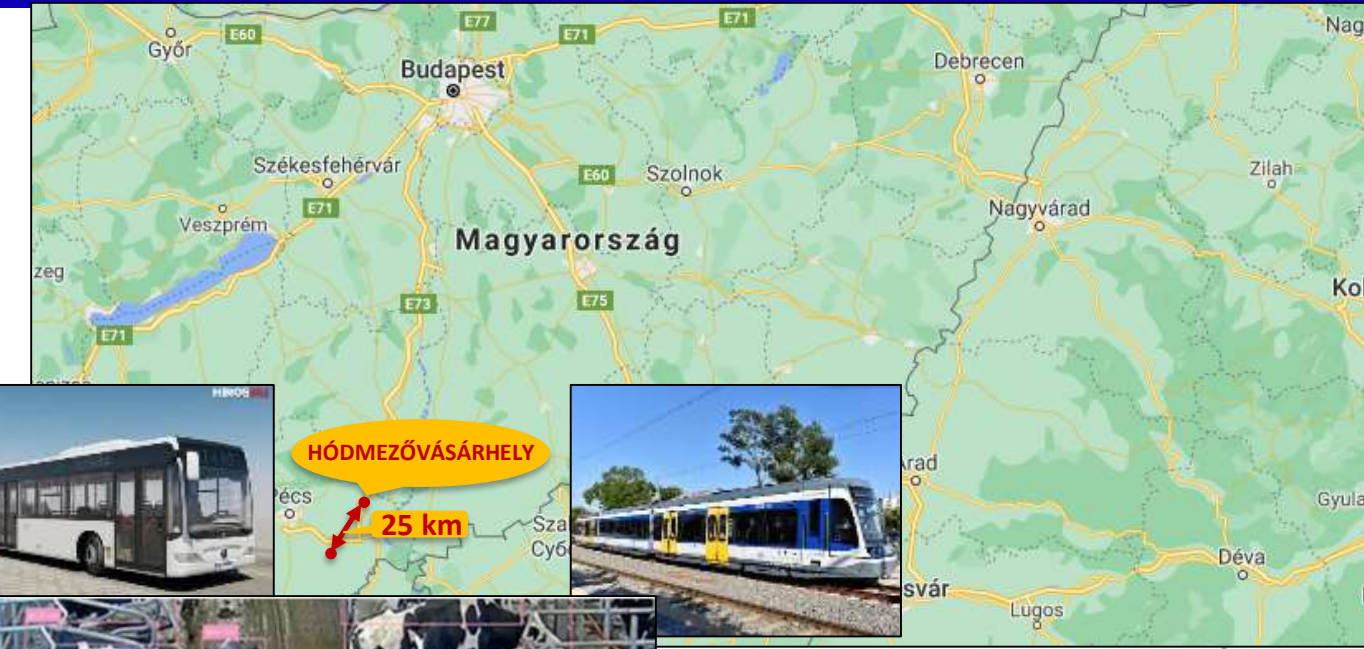 E77
E71
E60
E71
Győr
Budapest
Debrecen
Nag
Székesfehérvár
E60
Szolnok
Zilah
E71
Veszprém
Nagyvárad
Magyarország
zeg
E73
E75
Kol
E71
HÓDMEZŐVÁSÁRHELY
Arad
Pécs
25 km
Sza
Gyula
Déva
svár
Lugos